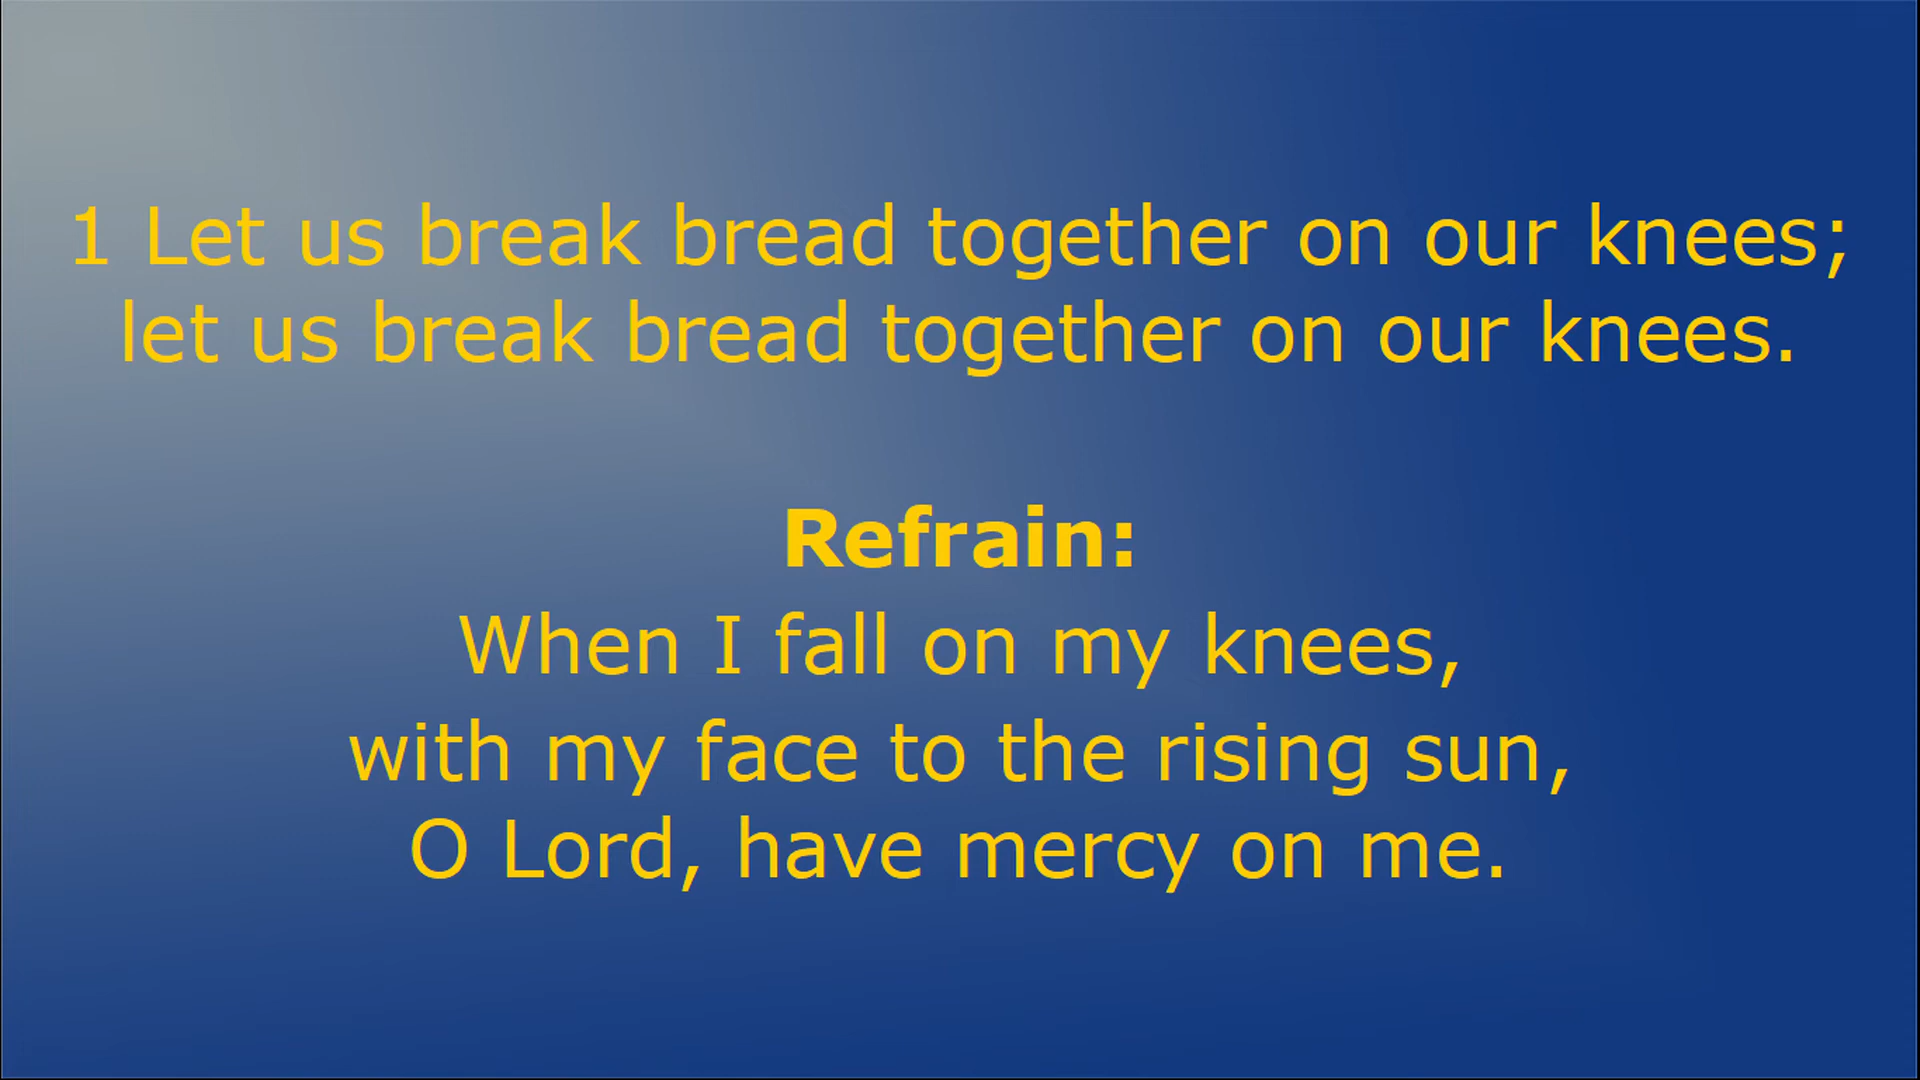 1 Let us break bread together on our knees;
let us break bread together on our knees.
Refrain:
When I fall on my knees,
with my face to the rising sun,
O Lord, have mercy on me.